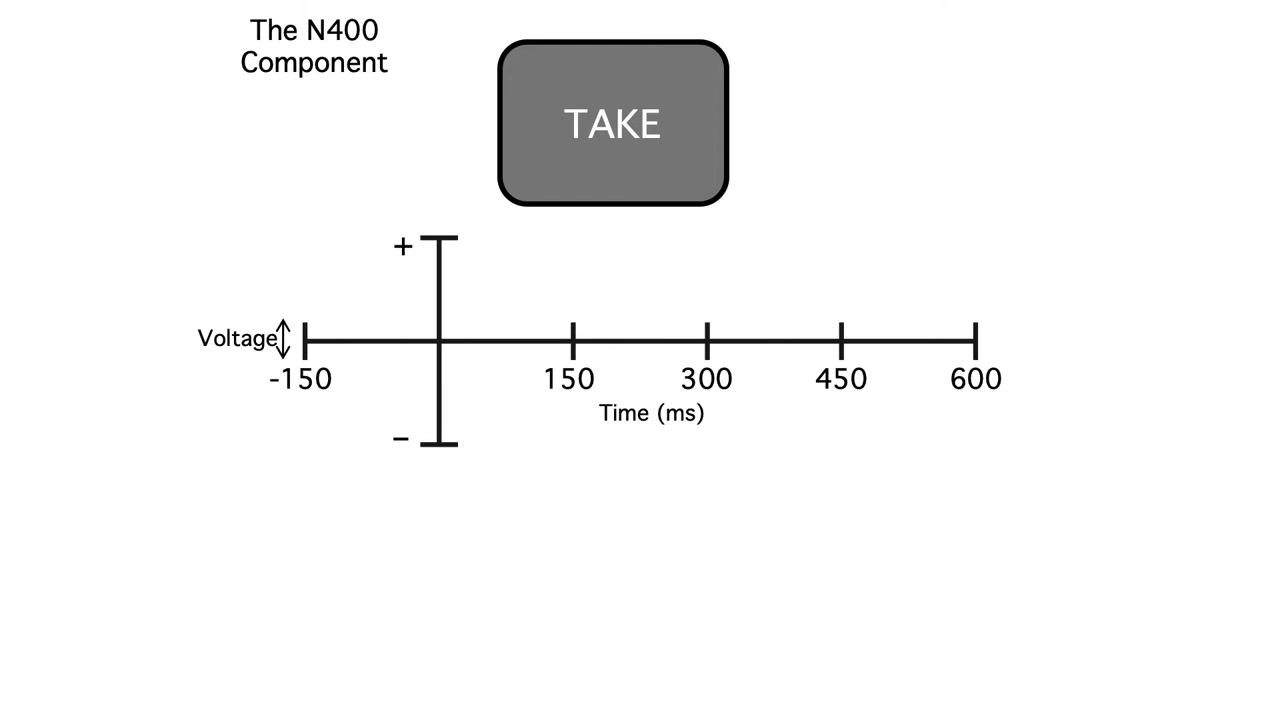 The N400
Component
TAKE
+
Voltage
-150 150 300 450 600
Time (ms)
–